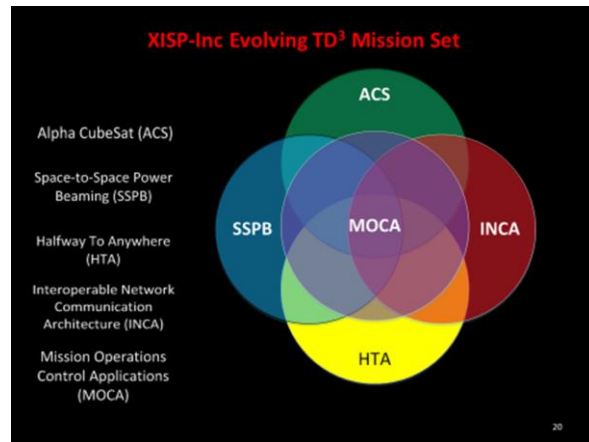 XISP-Inc Evolving TD³ Mission Set
Alpha CubeSat (ACS)
Space-to-Space Power
Beaming (SSPB)
Halfway To Anywhere
(HTA)
Interoperable Network
Communication
Architecture (INCA)
Mission Operations
Control Applications
(MOCA)
ACS
SSPB
MOCA
INCA
HTA
20